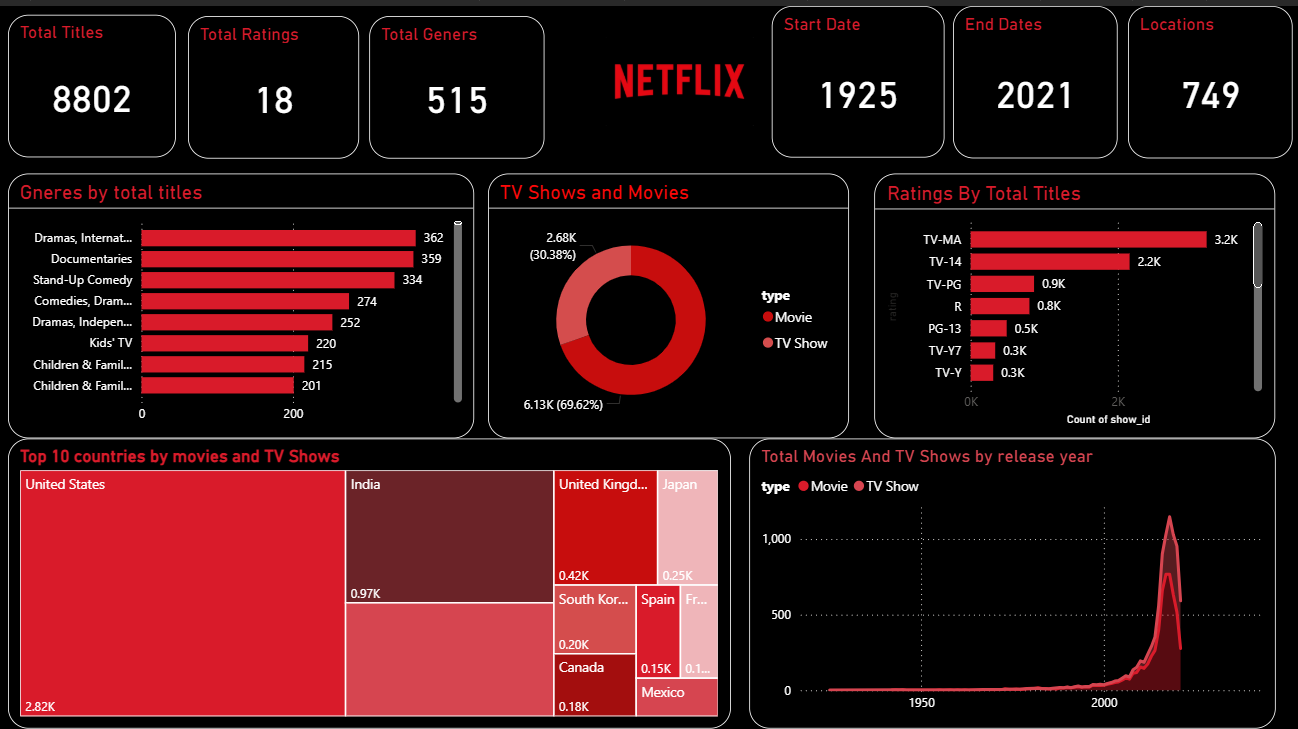 Total Titles
8802
Total Ratings
18
Total Geners
515
NETFLIX
Start Date
1925
End Dates
2021
Locations
749
Gneres by total titles
Dramas, Internat... 362
Documentaries 359
Stand-Up Comedy 334
Comedies, Dram... 274
Dramas, Indepen... 252
Kids' TV 220
Children & Famil... 215
Children & Famil... 201
0 200
TV Shows and Movies
2.68K
(30.38%)
6.13K (69.62%)
type
Movie
TV Show
Ratings By Total Titles
rating
TV-MA 3.2K
TV-14 2.2K
TV-PG 0.9K
R 0.8K
PG-13 0.5K
TV-Y7 0.3K
TV-Y 0.3K
0K 2K
Count of show_id
Top 10 countries by movies and TV Shows
United States
2.82K
India
0.97K
United Kingd...
0.42K
Japan
0.25K
South Kor...
0.20K
Canada
0.18K
Spain
0.15K
Fr...
0.1...
Mexico
Total Movies And TV Shows by release year
type Movie TV Show
1,000
500
0
1950 2000